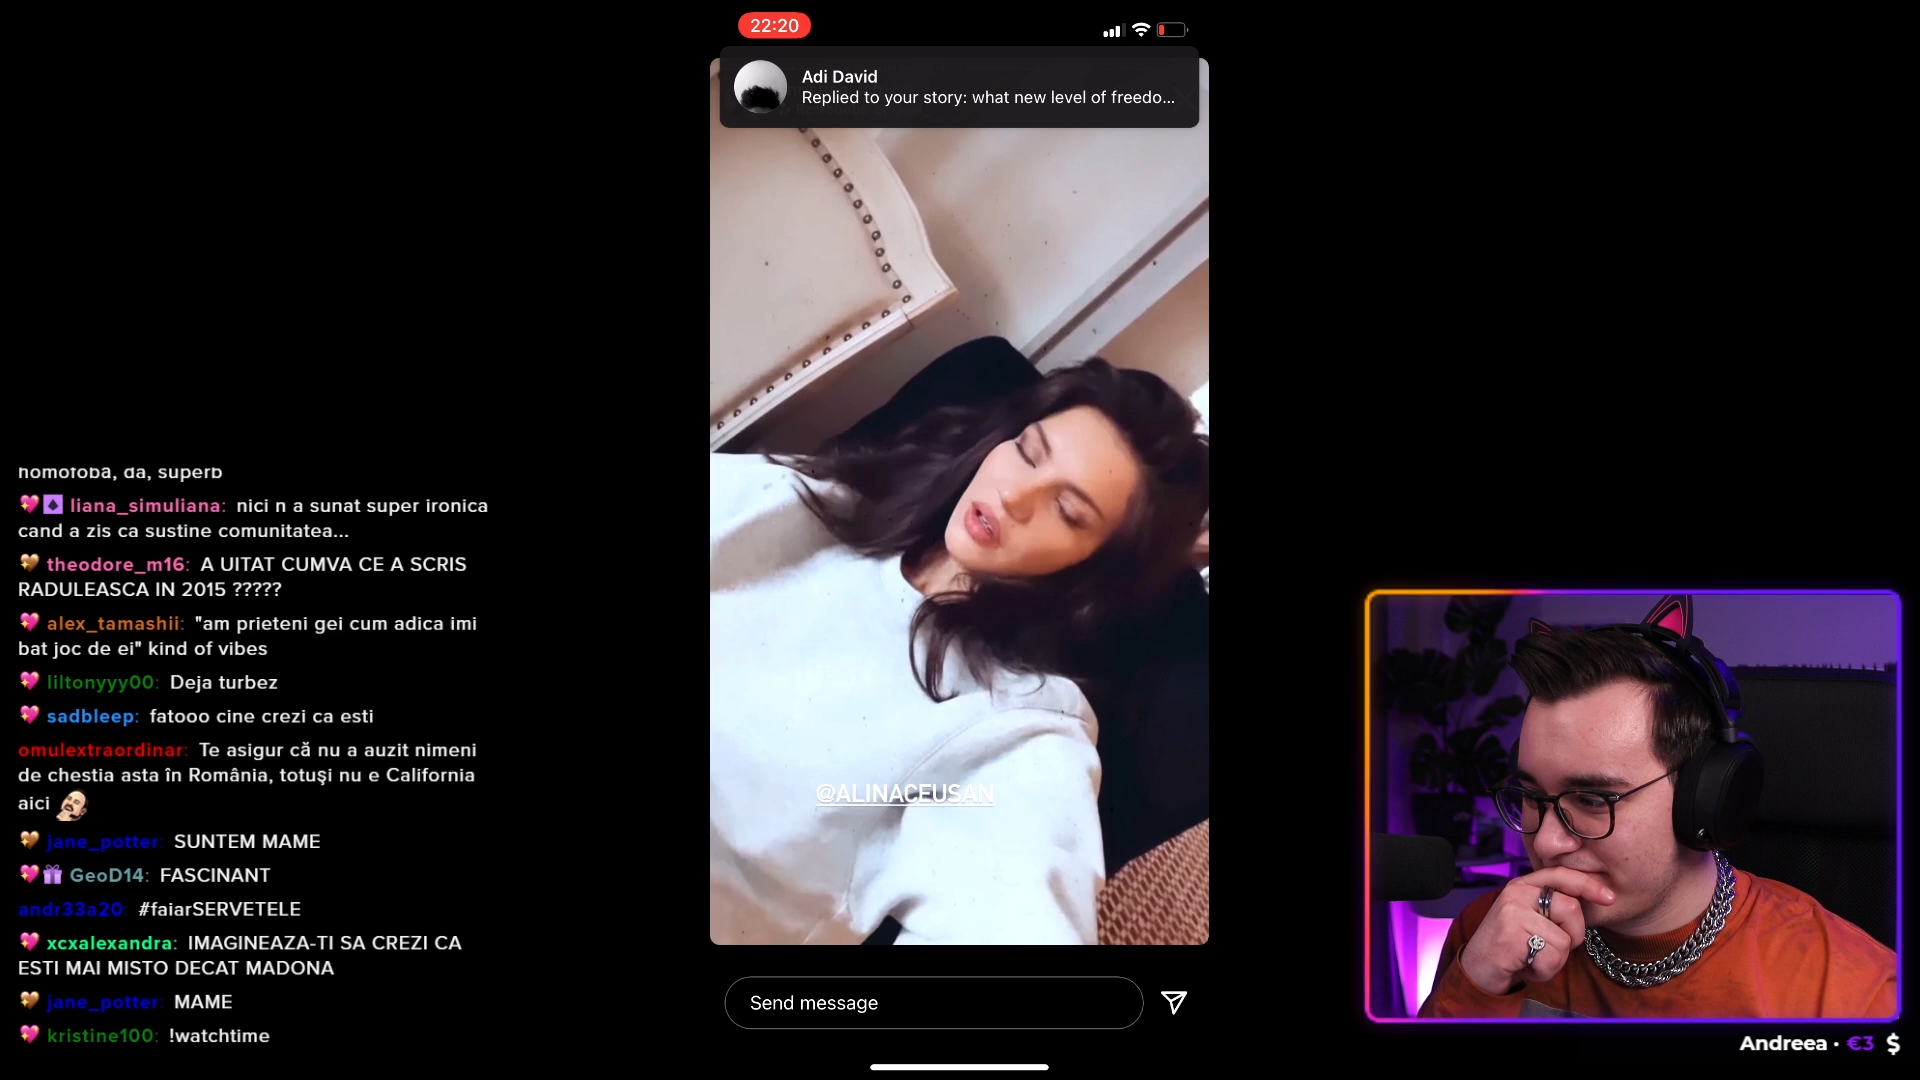 22:20
Adi David
Replied to your story: what new level of freedo...
homofobă, da, superb
liana_simuliana: nici n a sunat super ironica
cand a zis ca sustine comunitatea...
theodore_m16: A UITAT CUMVA CE A SCRIS
RADULEASCA IN 2015 ?????
alex_tamashii: "am prieteni gei cum adica imi
bat joc de ei" kind of vibes
liltonyyy00: Deja turbez
sadbleep: fatooo cine crezi ca esti
omulextraordinar: Te asigur că nu a auzit nimeni
de chestia asta în România, totuşi nu e California
aici
jane_potter: SUNTEM MAME
GeoD14: FASCINANT
andr33a20: #faiarSERVETELE
xcxalexandra: IMAGINEAZA-TI SA CREZI CA
ESTI MAI MISTO DECAT MADONA
jane_potter: MAME
kristine100: !watchtime
@ALINACEUSAN
Send message
Andreea · €3 $